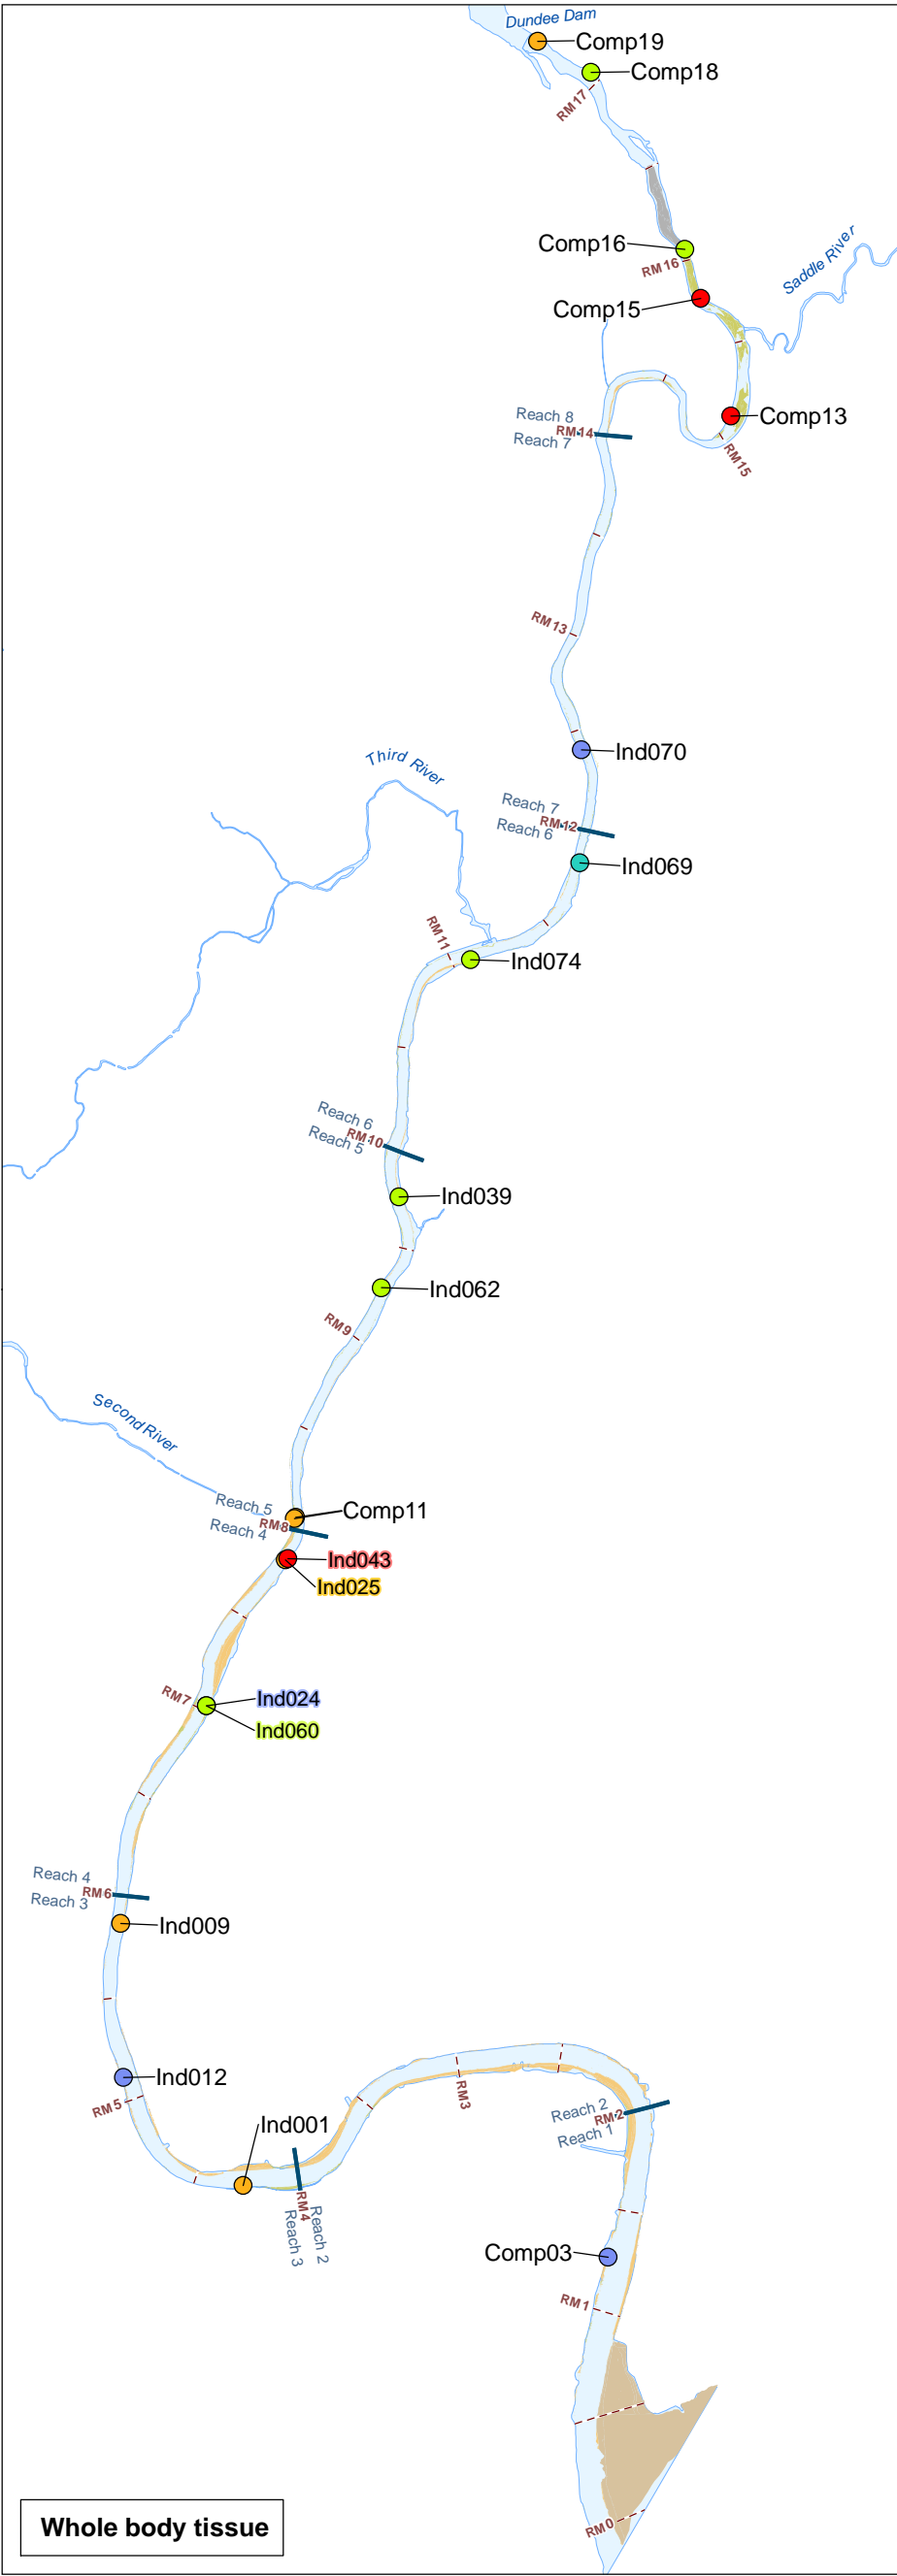 Dundee Dam
Comp19
Comp18
RM17
Comp16
RM16
Saddle River
Comp15
Comp13
Reach 8
RM14
Reach 7
RM15
RM13
Ind070
Third River
Reach 7
RM12
Reach 6
Ind069
RM11
Ind074
Reach 6
RM10
Reach 5
Ind039
Ind062
RM9
Second River
Reach 5
Comp11
RM8
Reach 4
Ind043
Ind025
RM7
Ind024
Ind060
Reach 4
RM6
Reach 3
Ind009
Ind012
RM5
RM3
Reach 2
RM2
Reach 1
Ind001
RM4
Reach 2
Reach 3
Comp03
RM1
RM0
Whole body tissue